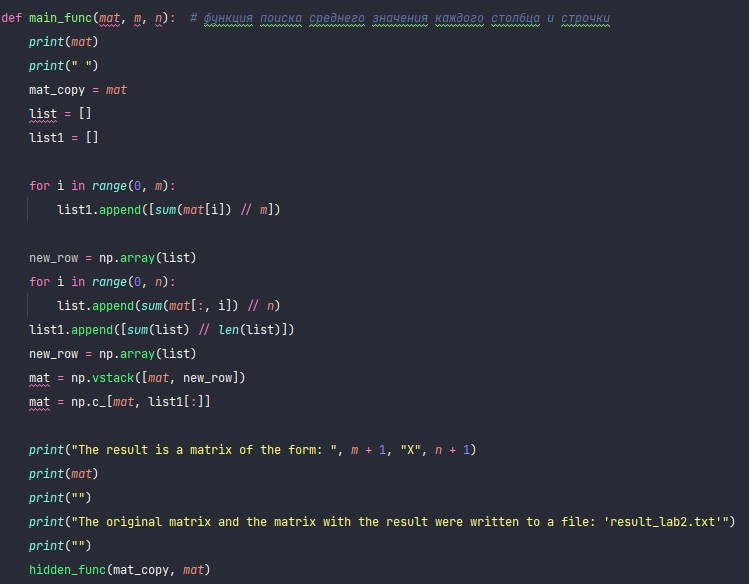 def main_func(mat, m, n):  # функция поиска среднего значения каждого столбца и строчки
    print(mat)
    print(" ")
    mat_copy = mat
    list = []
    list1 = []

    for i in range(0, m):
        list1.append([sum(mat[i]) // m])

    new_row = np.array(list)
    for i in range(0, n):
        list.append(sum(mat[:, i]) // n)
    list1.append([sum(list) // len(list)])
    new_row = np.array(list)
    mat = np.vstack([mat, new_row])
    mat = np.c_[mat, list1[:]]

    print("The result is a matrix of the form: ", m + 1, "X", n + 1)
    print(mat)
    print("")
    print("The original matrix and the matrix with the result were written to a file: 'result_lab2.txt'")
    print("")
    hidden_func(mat_copy, mat)